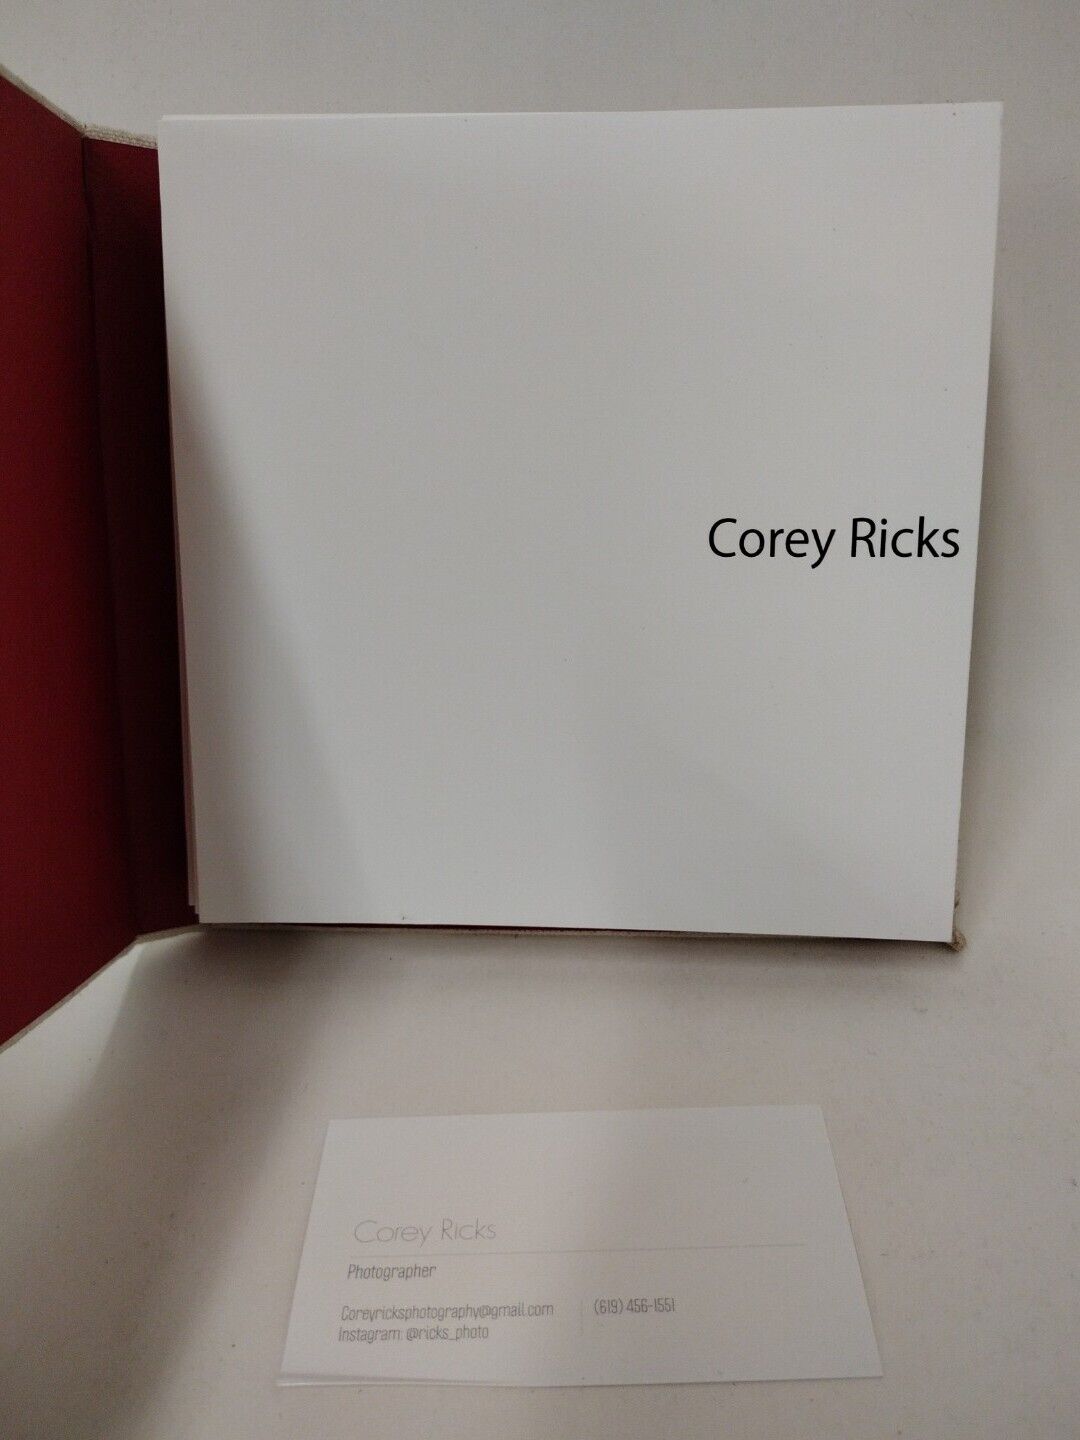 Corey Ricks
Corey Ricks
Photographer
Coreyricksphotography@gmail.com
Instagram: @ricks_photo
(619) 456-1551